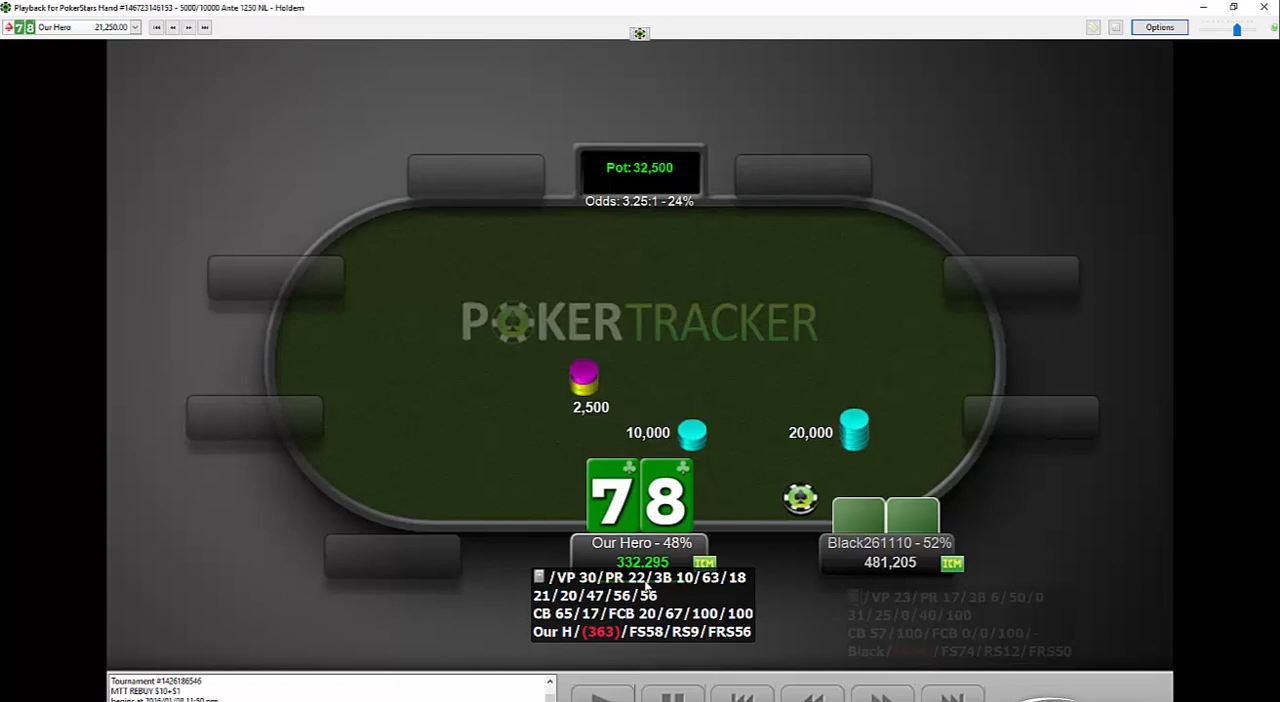 Playback for PokerStars Hand #146723146153 - 5000/10000 Ante 1250 NL - Holdem
78 Our Hero 21,250.00
Options
Pot: 32,500
Odds: 3.25:1 - 24%
POKERTRACKER
2,500
10,000
20,000
7 8
Our Hero - 48%
332,295 ICM
/VP 30/PR 22/3B 10/63/18
21/20/47/56/56
CB 65/17/FCB 20/67/100/100
Our H/(363)/FS58/RS9/FRS56
Black261110 - 52%
481,205 ICM
/VP 23/PR 17/3B 6/50/0
31/25/0/40/100
CB 57/100/FCB 0/0/100/-
Black/ /FS74/RS12/FRS50
Tournament #1426186546
MTT REBUY $10+$1